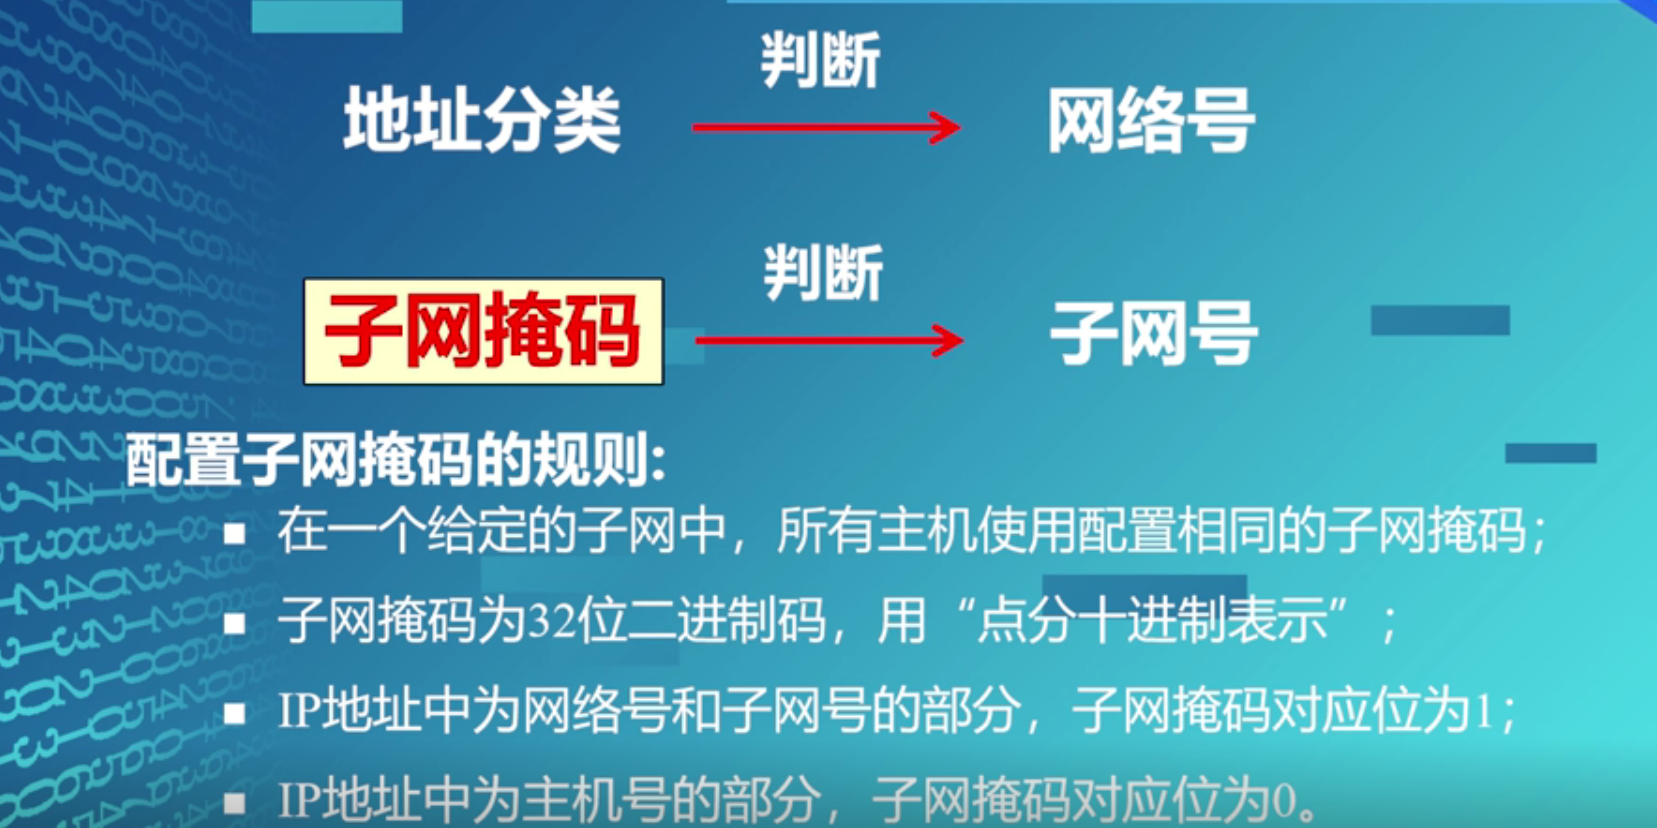 判断
地址分类 网络号
判断
子网掩码 子网号
配置子网掩码的规则:
在一个给定的子网中，所有主机使用配置相同的子网掩码；
子网掩码为32位二进制码，用“点分十进制表示”；
IP地址中为网络号和子网号的部分，子网掩码对应位为1；
IP地址中为主机号的部分，子网掩码对应位为0。